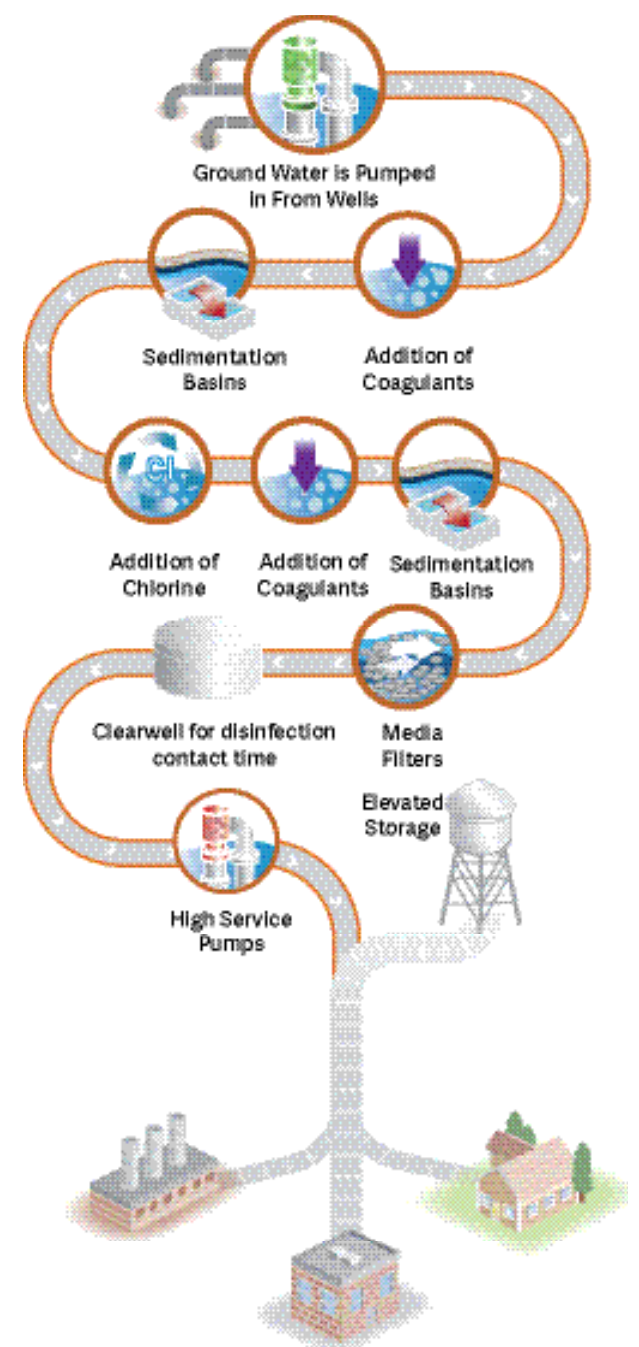 Ground Water is Pumped
in From Wells
Addition of
Coagulants
Sedimentation
Basins
Cl
Addition of
Chlorine
Addition of
Coagulants
Sedimentation
Basins
Media
Filters
Clearwell for disinfection
contact time
Elevated
Storage
High Service
Pumps